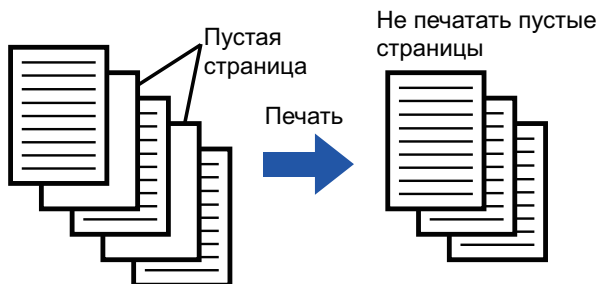 Пустая
страница
Печать
Не печатать пустые
страницы